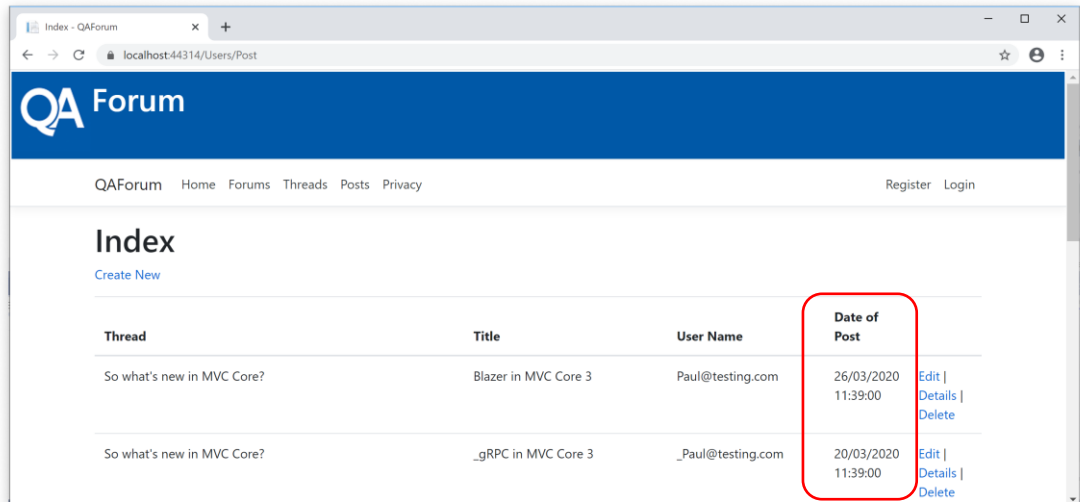 Index - QAForum
localhost:44314/Users/Post
QA Forum
QAForum Home Forums Threads Posts Privacy Register Login
Index
Create New
Thread Title User Name Date of Post
So what's new in MVC Core? Blazer in MVC Core 3 Paul@testing.com 26/03/2020 11:39:00 Edit | Details | Delete
So what's new in MVC Core? _gRPC in MVC Core 3 _Paul@testing.com 20/03/2020 11:39:00 Edit | Details | Delete